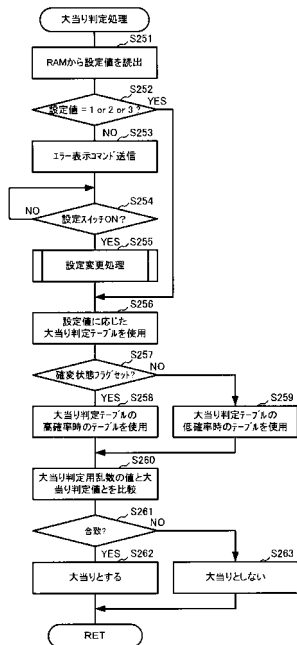 大当り判定処理
S251
RAMから設定値を読出
S252
設定値 = 1 or 2 or 3 ?
YES
NO
S253
エラー表示コマンド送信
S254
NO
設定スイッチON?
YES
S255
設定変更処理
S256
設定値に応じた
大当り判定テーブルを使用
S257
確変状態フラグセット?
NO
YES
S258
S259
大当り判定テーブルの
高確率時のテーブルを使用
大当り判定テーブルの
低確率時のテーブルを使用
S260
大当り判定用乱数の値と大
当り判定値とを比較
S261
合致?
NO
YES
S262
S263
大当りとする
大当りとしない
RET